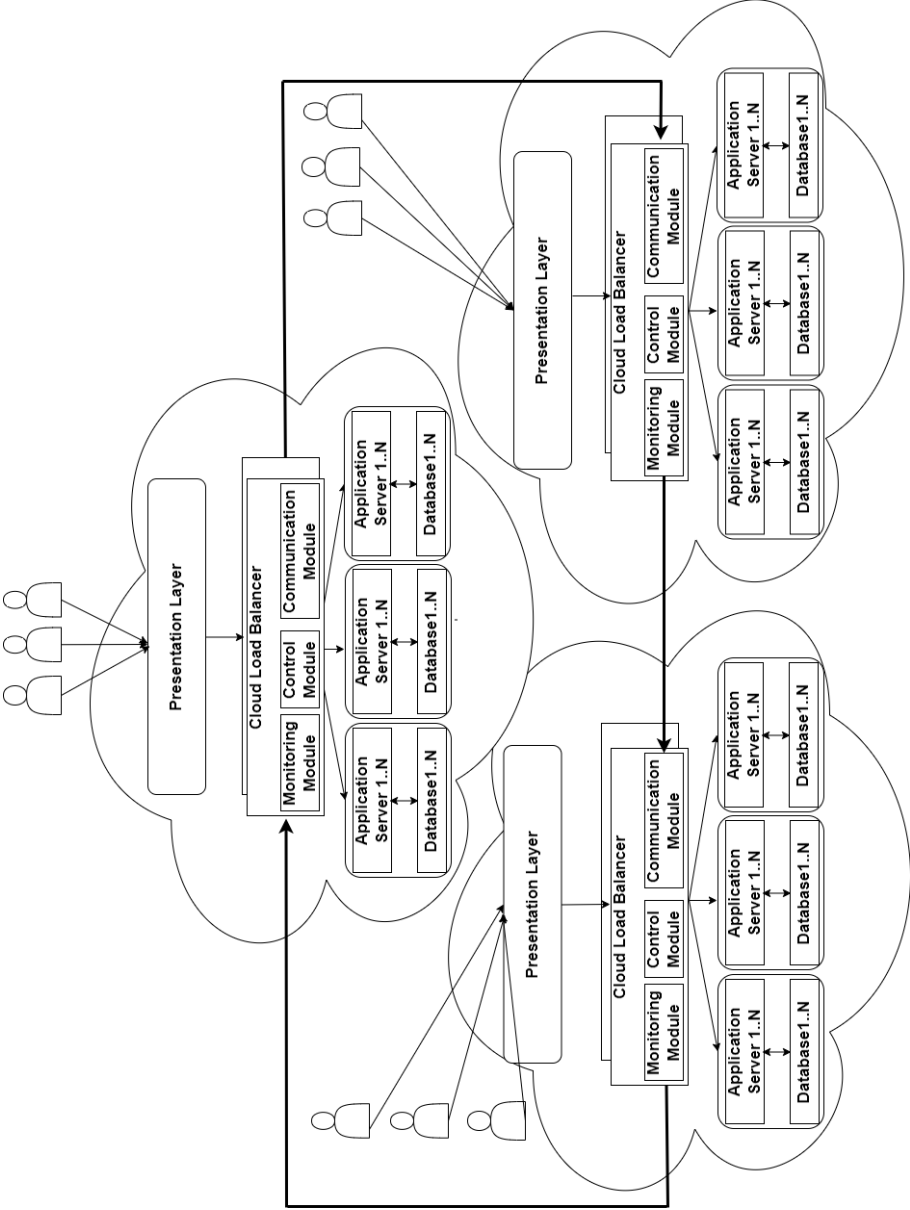 Presentation Layer
Cloud Load Balancer
Monitoring
Module
Control
Module
Communication
Module
Application
Server 1..N
Database1..N
Application
Server 1..N
Database1..N
Application
Server 1..N
Database1..N
Presentation Layer
Cloud Load Balancer
Monitoring
Module
Control
Module
Communication
Module
Application
Server 1..N
Database1..N
Application
Server 1..N
Database1..N
Application
Server 1..N
Database1..N
Presentation Layer
Cloud Load Balancer
Monitoring
Module
Control
Module
Communication
Module
Application
Server 1..N
Database1..N
Application
Server 1..N
Database1..N
Application
Server 1..N
Database1..N